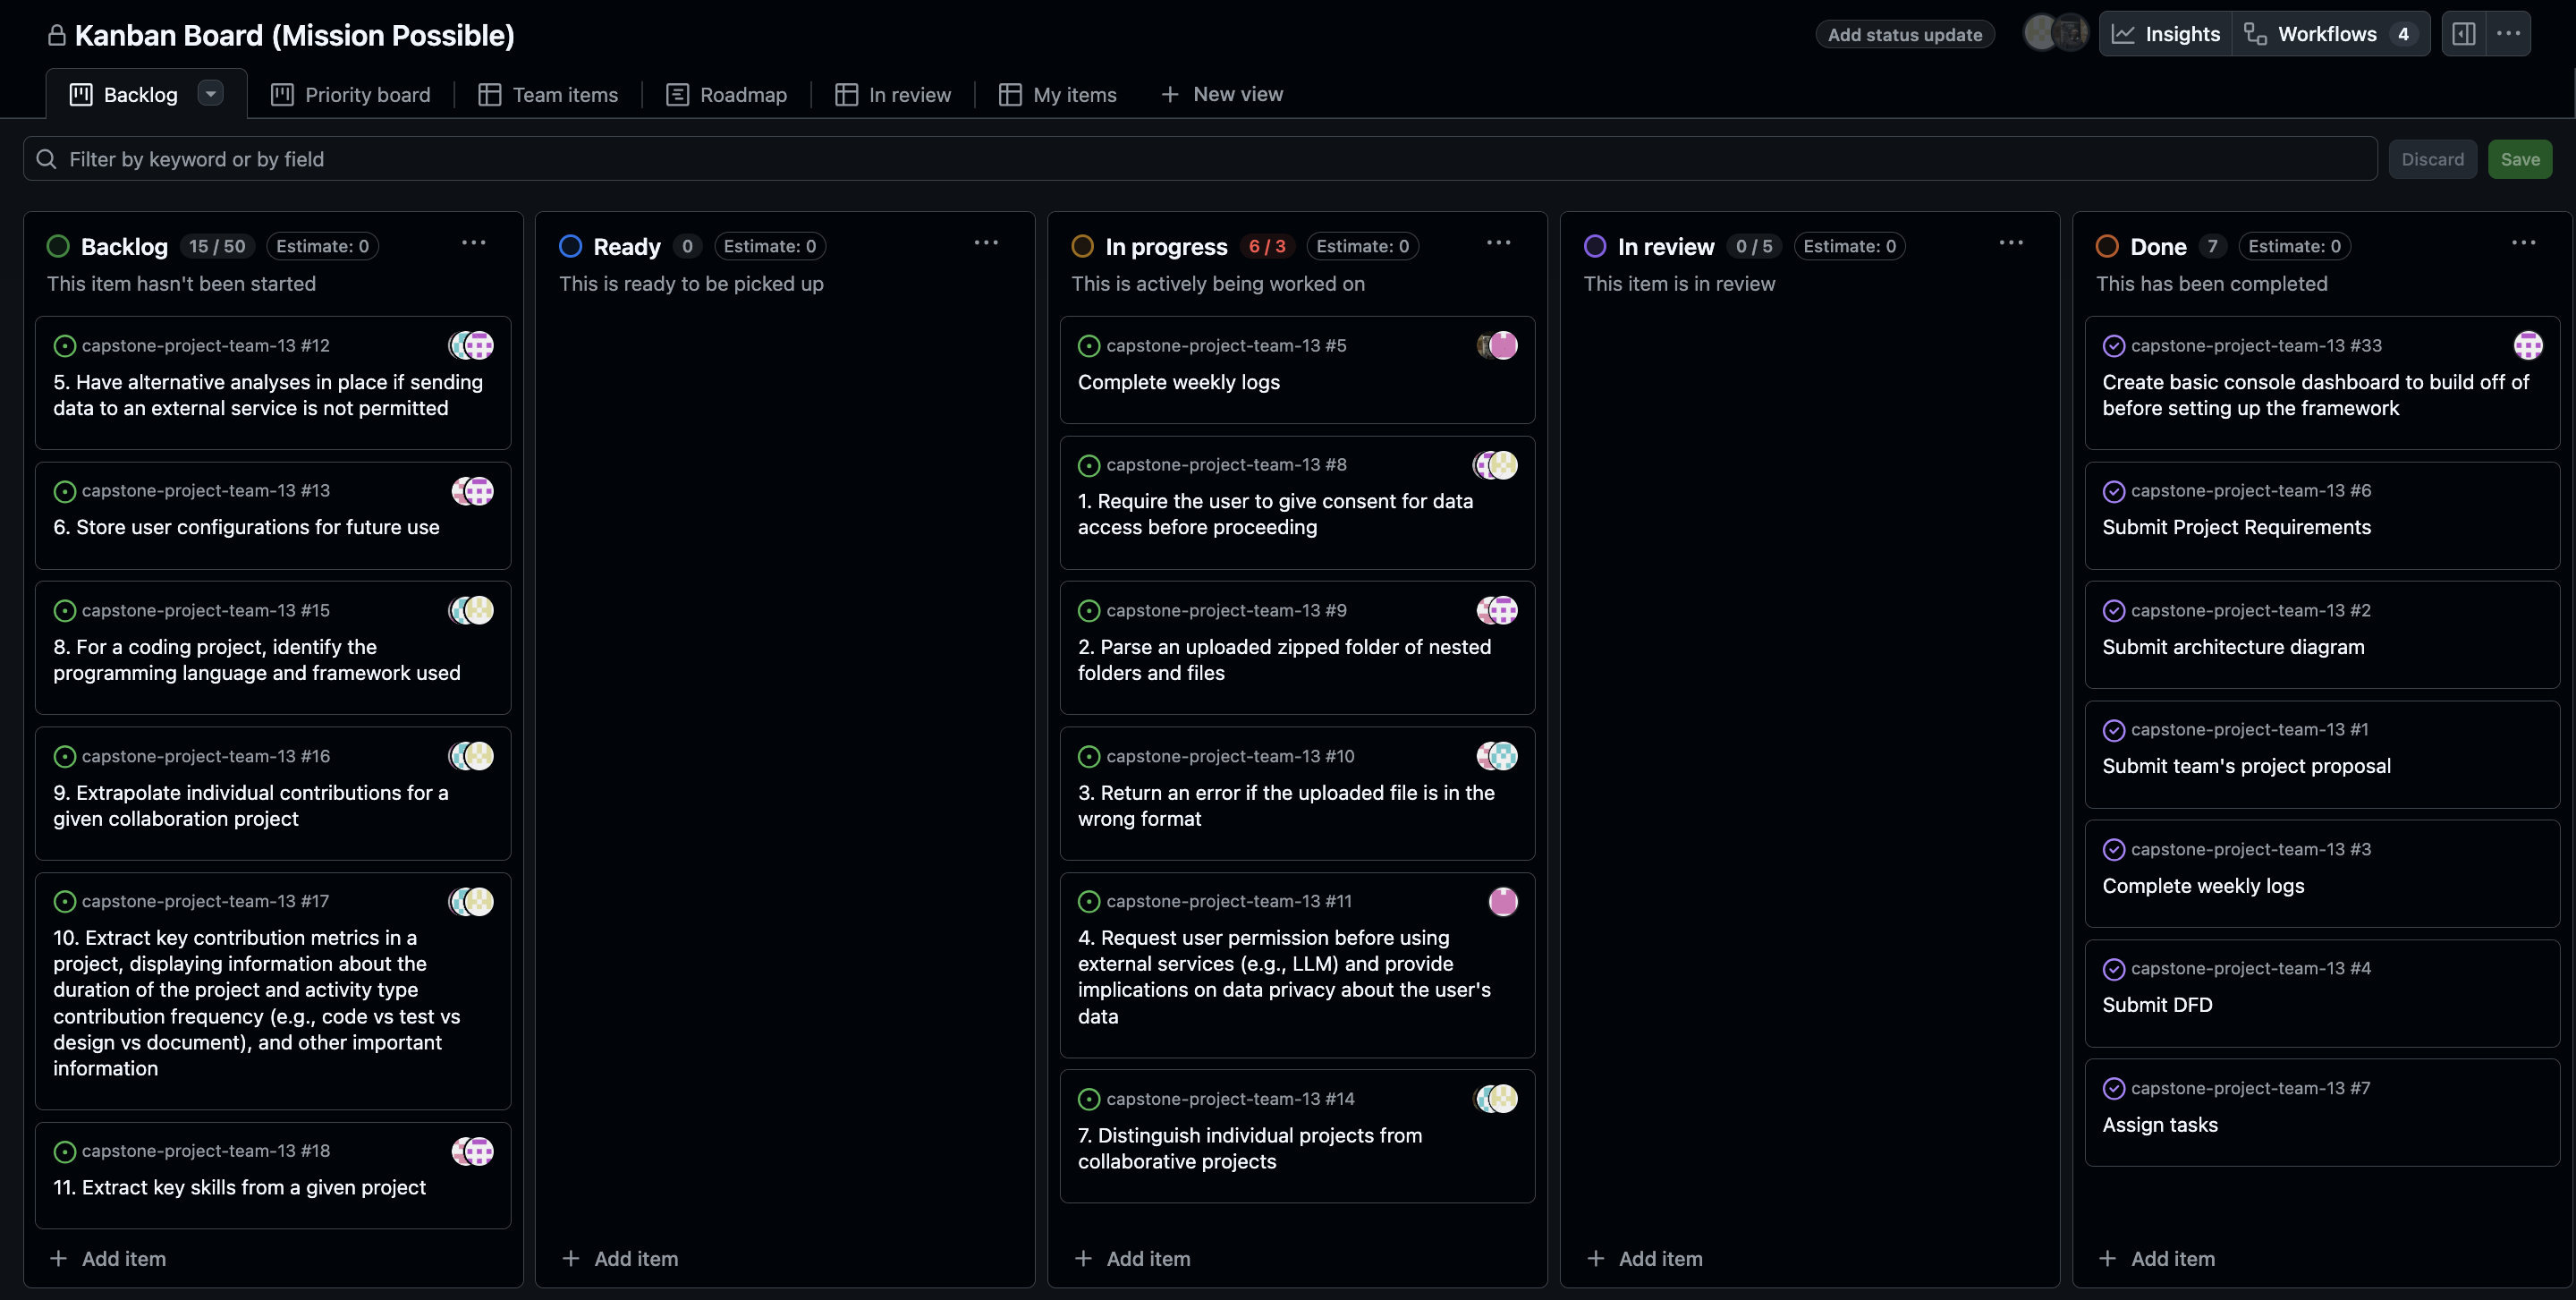 Kanban Board (Mission Possible)
Add status update
Insights
Workflows 4
Backlog
Priority board
Team items
Roadmap
In review
My items
New view
Filter by keyword or by field
Discard
Save
Backlog 15 / 50 Estimate: 0
This item hasn't been started
capstone-project-team-13 #12
5. Have alternative analyses in place if sending
data to an external service is not permitted
capstone-project-team-13 #13
6. Store user configurations for future use
capstone-project-team-13 #15
8. For a coding project, identify the
programming language and framework used
capstone-project-team-13 #16
9. Extrapolate individual contributions for a
given collaboration project
capstone-project-team-13 #17
10. Extract key contribution metrics in a
project, displaying information about the
duration of the project and activity type
contribution frequency (e.g., code vs test vs
design vs document), and other important
information
capstone-project-team-13 #18
11. Extract key skills from a given project
Add item
Ready 0 Estimate: 0
This is ready to be picked up
Add item
In progress 6 / 3 Estimate: 0
This is actively being worked on
capstone-project-team-13 #5
Complete weekly logs
capstone-project-team-13 #8
1. Require the user to give consent for data
access before proceeding
capstone-project-team-13 #9
2. Parse an uploaded zipped folder of nested
folders and files
capstone-project-team-13 #10
3. Return an error if the uploaded file is in the
wrong format
capstone-project-team-13 #11
4. Request user permission before using
external services (e.g., LLM) and provide
implications on data privacy about the user's
data
capstone-project-team-13 #14
7. Distinguish individual projects from
collaborative projects
Add item
In review 0 / 5 Estimate: 0
This item is in review
Add item
Done 7 Estimate: 0
This has been completed
capstone-project-team-13 #33
Create basic console dashboard to build off of
before setting up the framework
capstone-project-team-13 #6
Submit Project Requirements
capstone-project-team-13 #2
Submit architecture diagram
capstone-project-team-13 #1
Submit team's project proposal
capstone-project-team-13 #3
Complete weekly logs
capstone-project-team-13 #4
Submit DFD
capstone-project-team-13 #7
Assign tasks
Add item